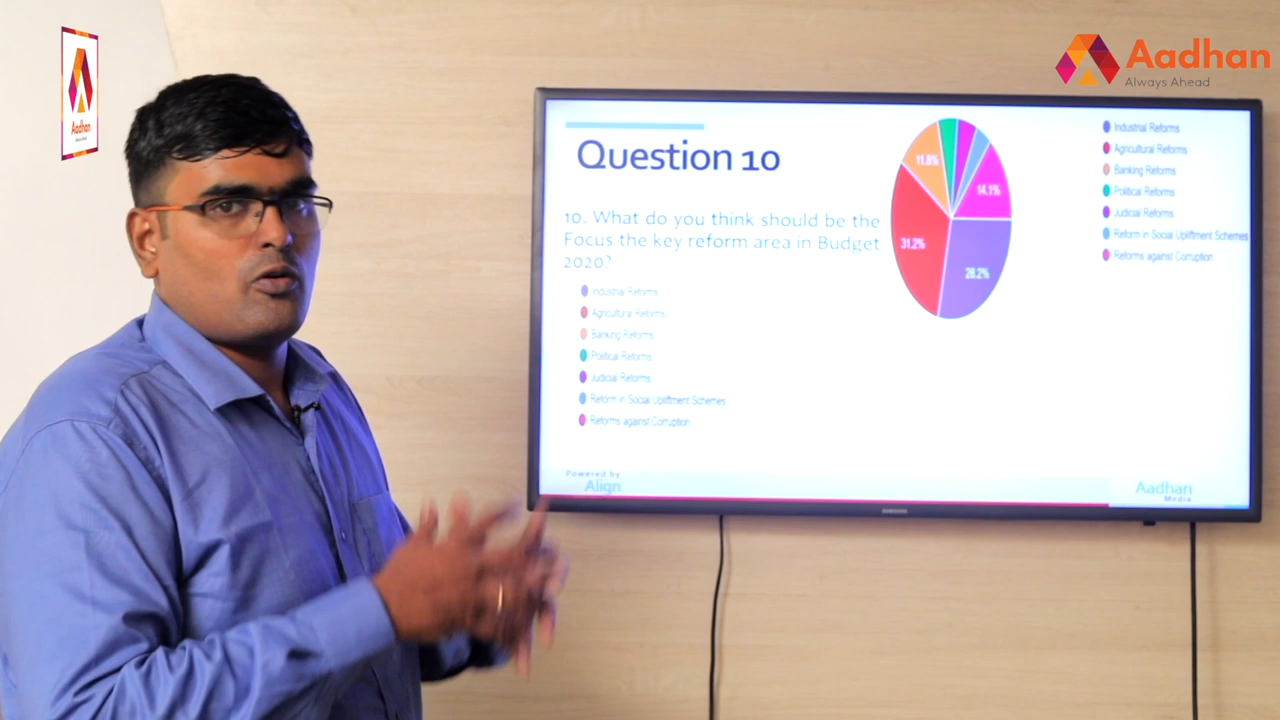 Aadhan
Aadhan
Always Ahead
Question 10
10. What do you think should be the
Focus the key reform area in Budget
2020?
Industrial Reforms
Agricultural Reforms
Banking Reforms
Political Reforms
Judicial Reforms
Reform in Social Upliftment Schemes
Reforms against Corruption
11.8%
14.1%
31.2%
28.2%
Industrial Reforms
Agricultural Reforms
Banking Reforms
Political Reforms
Judicial Reforms
Reform in Social Upliftment Schemes
Reforms against Corruption
Powered by
Align
Aadhan
Media
SAMSUNG